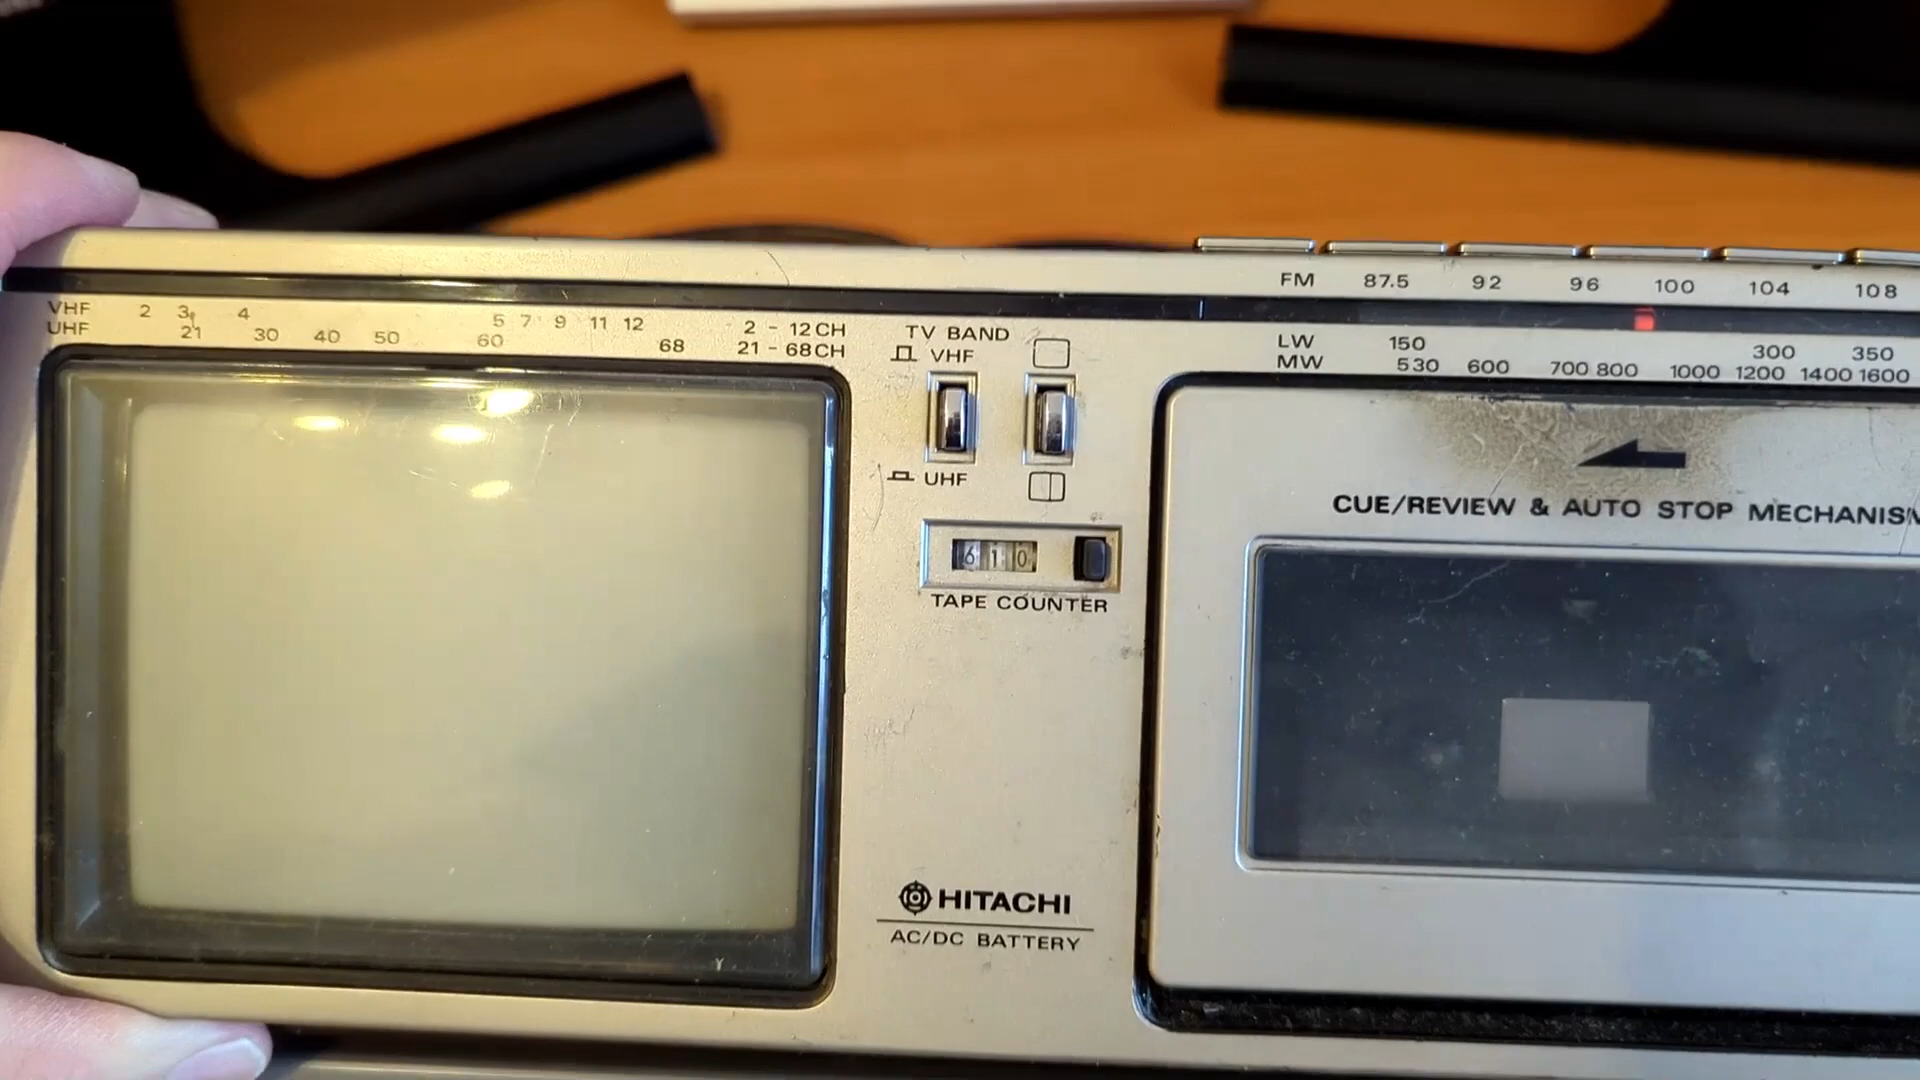 VHF 2 3 4 5 7 9 11 12 2 - 12CH
UHF 21 30 40 50 60 68 21 - 68CH
TV BAND
VHF
UHF
610
TAPE COUNTER
HITACHI
AC/DC BATTERY
FM 87.5 92 96 100 104 108
LW 150 300 350
MW 530 600 700 800 1000 1200 1400 1600
CUE/REVIEW & AUTO STOP MECHANIS